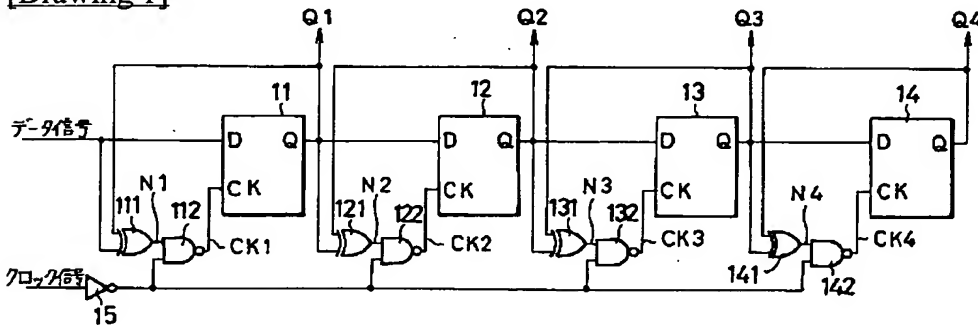 [Drawing 1]
Q1 Q2 Q3 Q4
11 12 13 14
データ信号 D Q D Q D Q D Q
N1 CK N2 CK N3 CK N4 CK
111 112 121 122 131 132
CK1 CK2 CK3 CK4
141 142
クロック信号
15